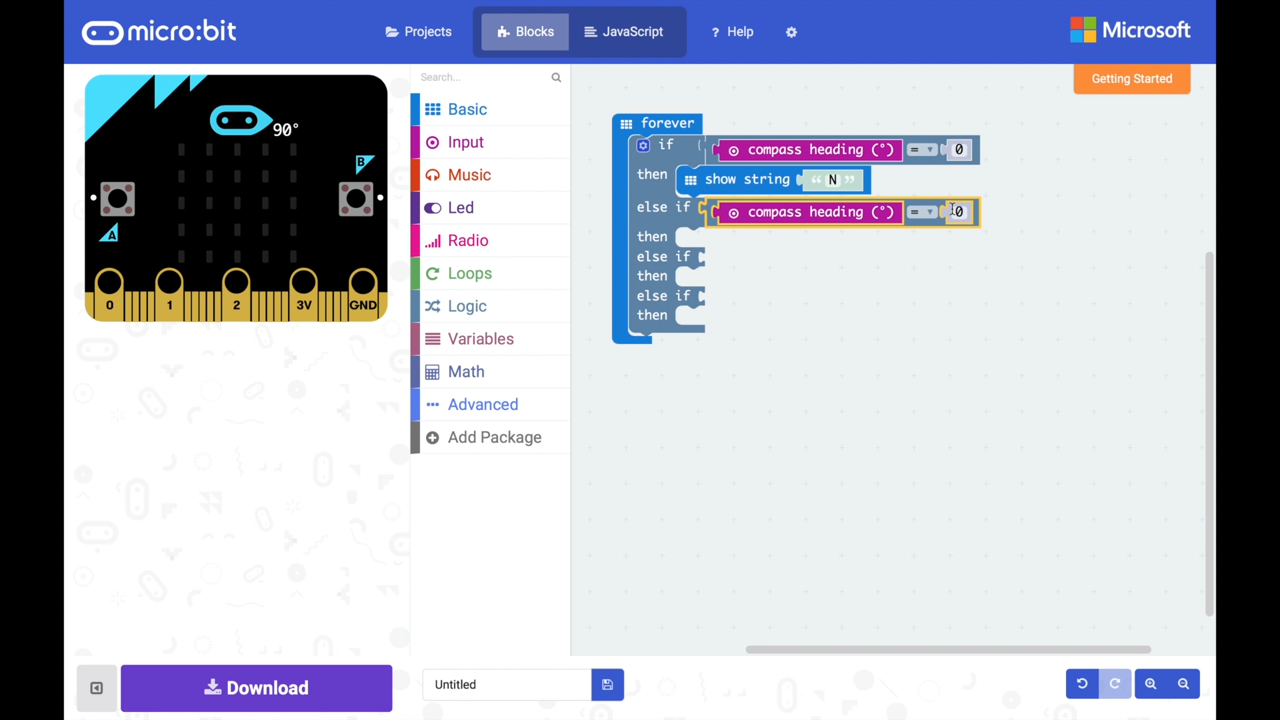 micro:bit
Projects
Blocks
JavaScript
? Help
Microsoft
Getting Started
90°
B
A
0 1 2 3V GND
Search...
Basic
Input
Music
Led
Radio
Loops
Logic
Variables
Math
Advanced
Add Package
forever
if compass heading (°) = 0
then show string “ N ”
else if compass heading (°) = 0
then
else if
then
else if
then
Download
Untitled